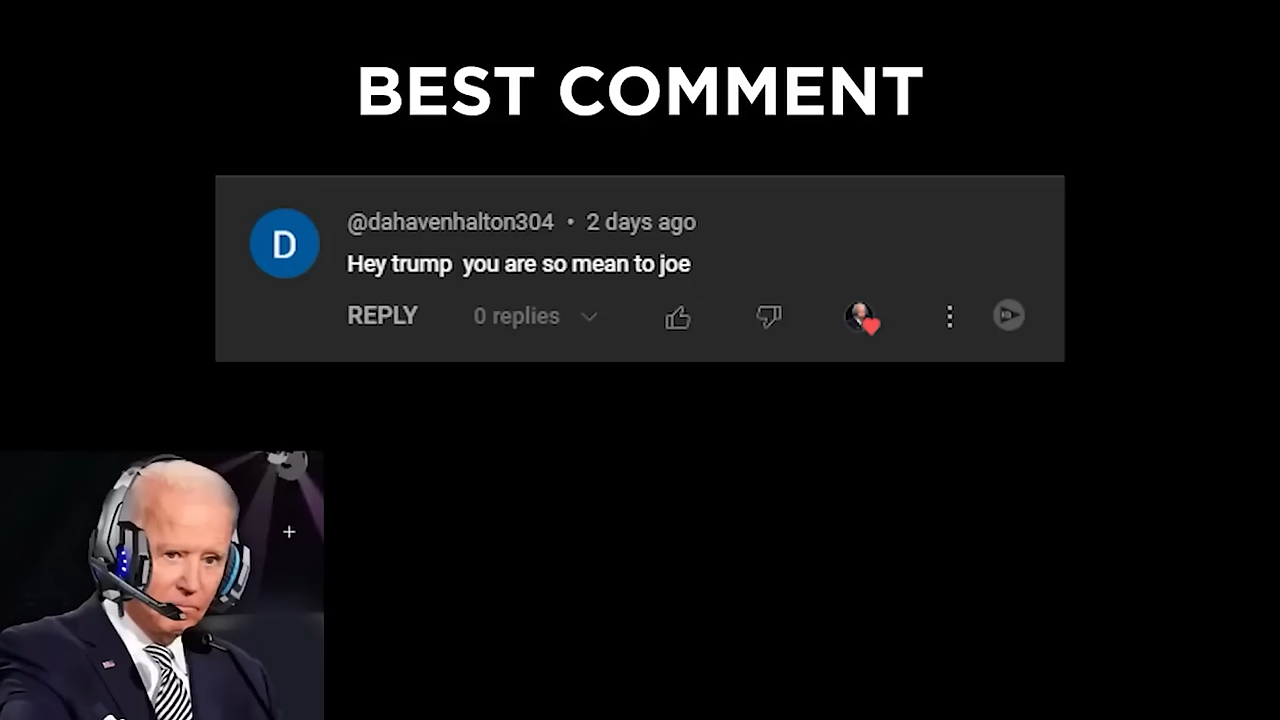 BEST COMMENT
D
@dahavenhalton304 • 2 days ago
Hey trump  you are so mean to joe
REPLY 0 replies